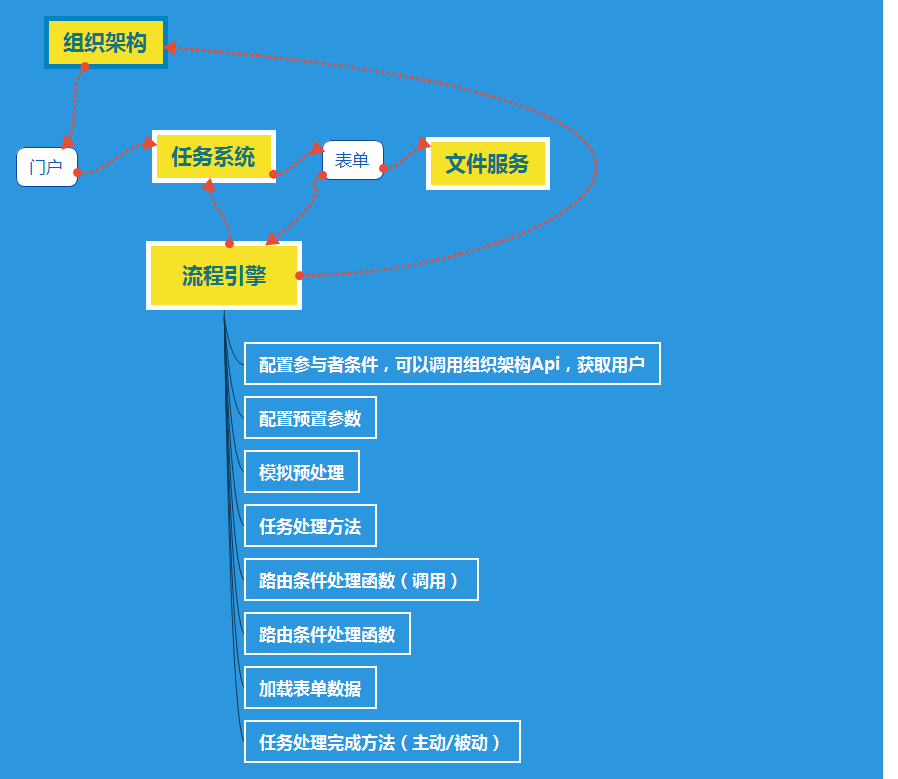 组织架构
门户
任务系统
表单
文件服务
流程引擎
配置参与者条件，可以调用组织架构Api，获取用户
配置预置参数
模拟预处理
任务处理方法
路由条件处理函数（调用）
路由条件处理函数
加载表单数据
任务处理完成方法（主动/被动）